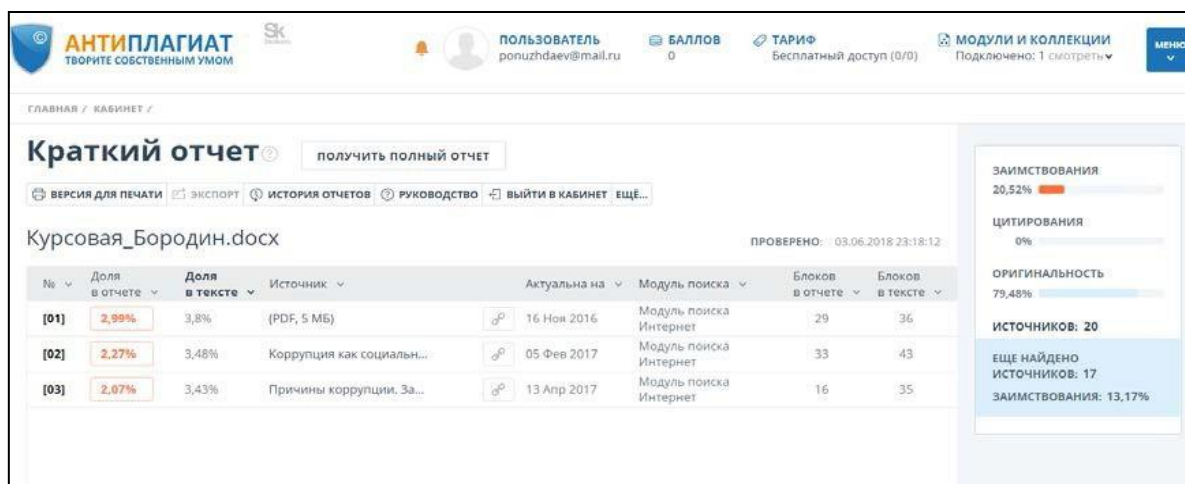 АНТИПЛАГИАТ
ТВОРИТЕ СОБСТВЕННЫМ УМОМ
Sk
ПОЛЬЗОВАТЕЛЬ
ponuzhdaev@mail.ru
БАЛЛОВ
0
ТАРИФ
Бесплатный доступ (0/0)
МОДУЛИ И КОЛЛЕКЦИИ
Подключено: 1 смотреть
МЕНЮ
ГЛАВНАЯ / КАБИНЕТ /
Краткий отчет ?
ПОЛУЧИТЬ ПОЛНЫЙ ОТЧЕТ
ВЕРСИЯ ДЛЯ ПЕЧАТИ ЭКСПОРТ ИСТОРИЯ ОТЧЕТОВ РУКОВОДСТВО ВЫЙТИ В КАБИНЕТ ЕЩЁ...
Курсовая_Бородин.docx
ПРОВЕРЕНО: 03.06.2018 23:18:12
№ Доля в отчете Доля в тексте Источник Актуальна на Модуль поиска Блоков в отчете Блоков в тексте
[01] 2,99% 3,8% (PDF, 5 МБ) 16 Ноя 2016 Модуль поиска Интернет 29 36
[02] 2,27% 3,48% Коррупция как социальн... 05 Фев 2017 Модуль поиска Интернет 33 43
[03] 2,07% 3,43% Причины коррупции. За... 13 Апр 2017 Модуль поиска Интернет 16 35
ЗАИМСТВОВАНИЯ
20,52%
ЦИТИРОВАНИЯ
0%
ОРИГИНАЛЬНОСТЬ
79,48%
ИСТОЧНИКОВ: 20
ЕЩЕ НАЙДЕНО
ИСТОЧНИКОВ: 17
ЗАИМСТВОВАНИЯ: 13,17%